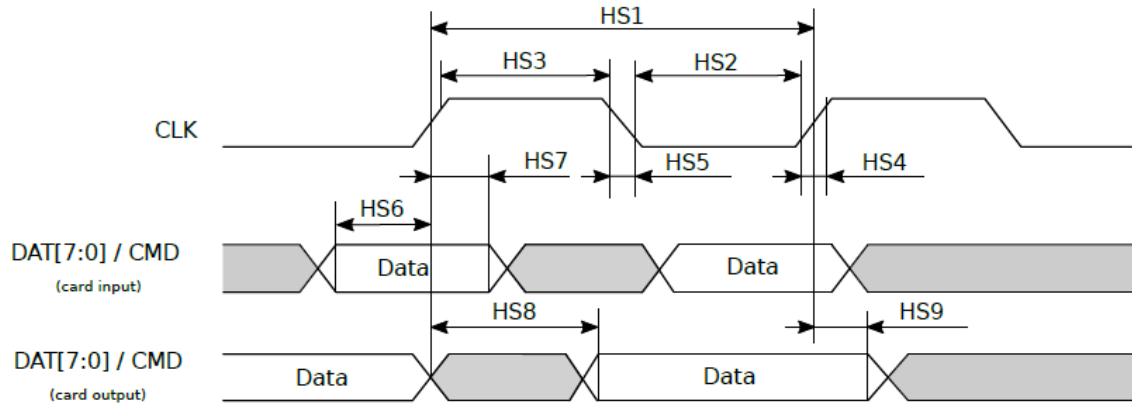 HS1
HS3 HS2
CLK
HS7 HS5 HS4
HS6
DAT[7:0] / CMD Data Data
(card input)
HS8 HS9
DAT[7:0] / CMD Data Data
(card output)